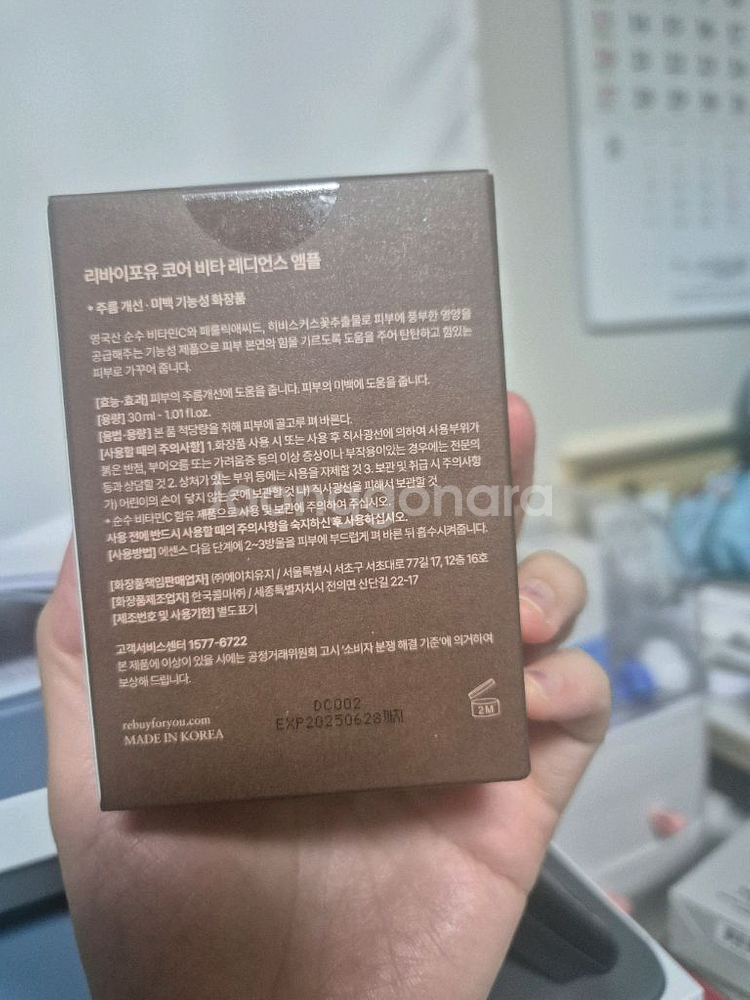 리바이포유 코어 비타 레디언스 앰플
* 주름 개선 · 미백 기능성 화장품
영국산 순수 비타민C와 페룰릭애씨드, 히비스커스꽃추출물로 피부에 풍부한 영양을
공급해주는 기능성 제품으로 피부 본연의 힘을 기르도록 도움을 주어 탄탄하고 힘있는
피부로 가꾸어 줍니다.
[효능·효과] 피부의 주름개선에 도움을 줍니다. 피부의 미백에 도움을 줍니다.
[용량] 30ml - 1.01 fl.oz.
[용법·용량] 본 품 적당량을 취해 피부에 골고루 펴 바른다.
[사용할 때의 주의사항] 1.화장품 사용 시 또는 사용 후 직사광선에 의하여 사용부위가
붉은 반점, 부어오름 또는 가려움증 등의 이상 증상이나 부작용이있는 경우에는 전문의
등과 상담할 것 2. 상처가 있는 부위 등에는 사용을 자제할 것 3. 보관 및 취급 시 주의사항
가) 어린이의 손이 닿지 않는 곳에 보관할 것 나) 직사광선을 피해서 보관할 것
* 순수 비타민C 함유 제품으로 사용 및 보관에 주의하여 주십시오.
사용 전에 반드시 사용할 때의 주의사항을 숙지하신 후 사용하십시오.
[사용방법] 에센스 다음 단계에 2~3방울을 피부에 부드럽게 펴 바른 뒤 흡수시켜줍니다.
[화장품책임판매업자] (주)에이치유지 / 서울특별시 서초구 서초대로 77길 17, 12층 16호
[화장품제조업자] 한국콜마(주) / 세종특별자치시 전의면 산단길 22-17
[제조번호 및 사용기한] 별도표기
고객서비스센터 1577-6722
본 제품에 이상이 있을 시에는 공정거래위원회 고시 '소비자 분쟁 해결 기준'에 의거하여
보상해 드립니다.
rebuyforyou.com
MADE IN KOREA
DC002
EXP20250628까지
2M